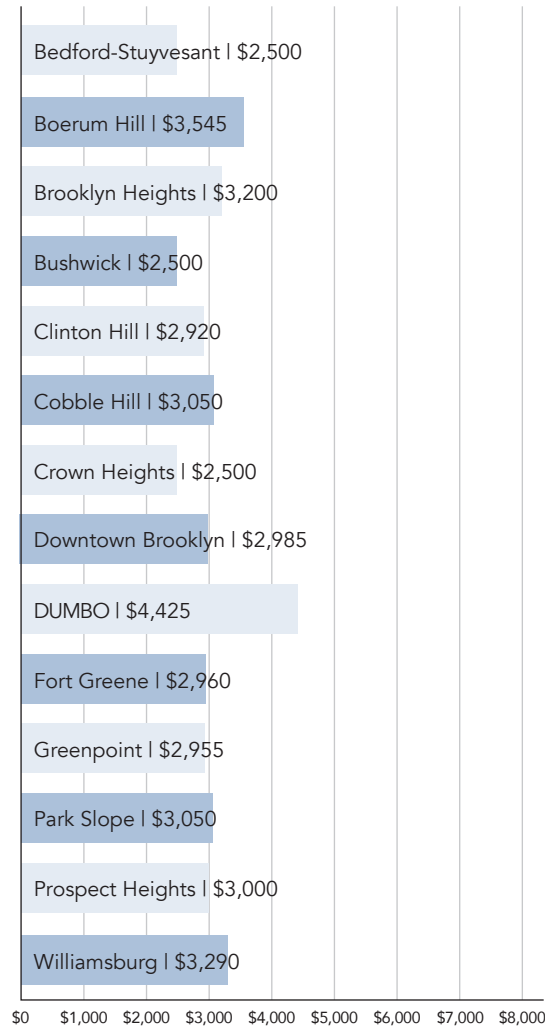 Bedford-Stuyvesant | $2,500
Boerum Hill | $3,545
Brooklyn Heights | $3,200
Bushwick | $2,500
Clinton Hill | $2,920
Cobble Hill | $3,050
Crown Heights | $2,500
Downtown Brooklyn | $2,985
DUMBO | $4,425
Fort Greene | $2,960
Greenpoint | $2,955
Park Slope | $3,050
Prospect Heights | $3,000
Williamsburg | $3,290
$0 $1,000 $2,000 $3,000 $4,000 $5,000 $6,000 $7,000 $8,000